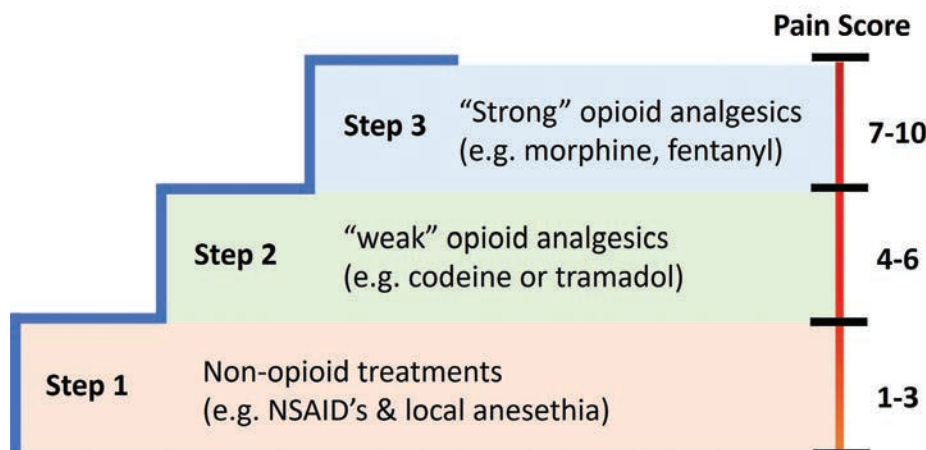 Pain Score
Step 3
“Strong” opioid analgesics
(e.g. morphine, fentanyl)
7-10
Step 2
“weak” opioid analgesics
(e.g. codeine or tramadol)
4-6
Step 1
Non-opioid treatments
(e.g. NSAID’s & local anesethia)
1-3